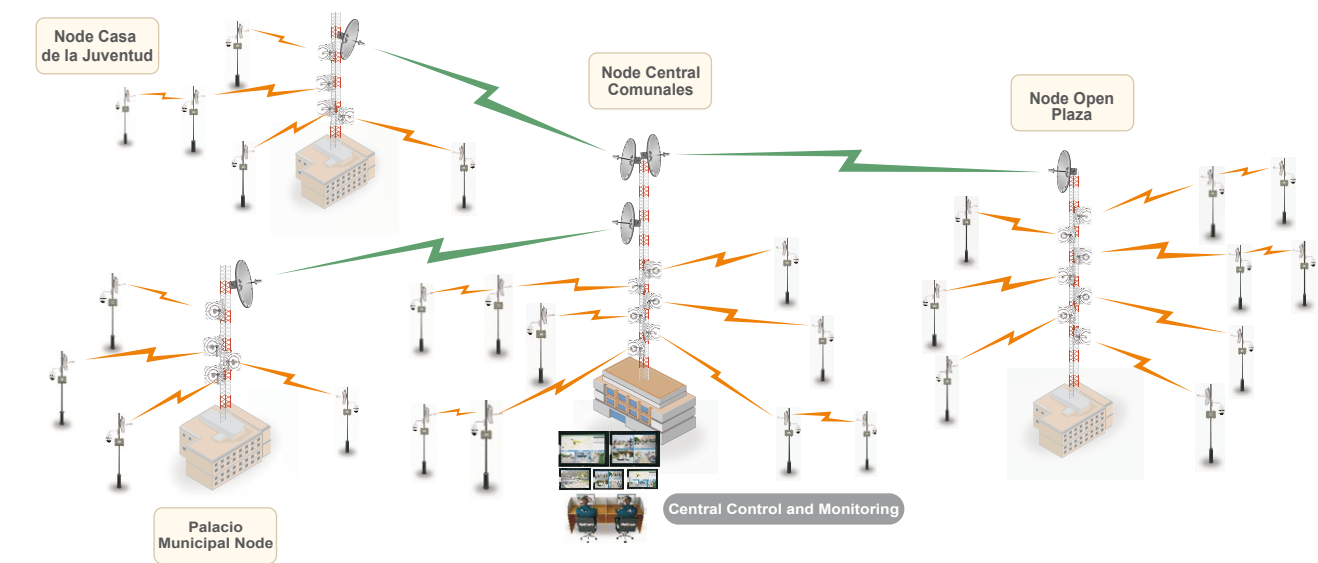 Node Casa
de la Juventud
Node Central
Comunales
Node Open
Plaza
Palacio
Municipal Node
Central Control and Monitoring